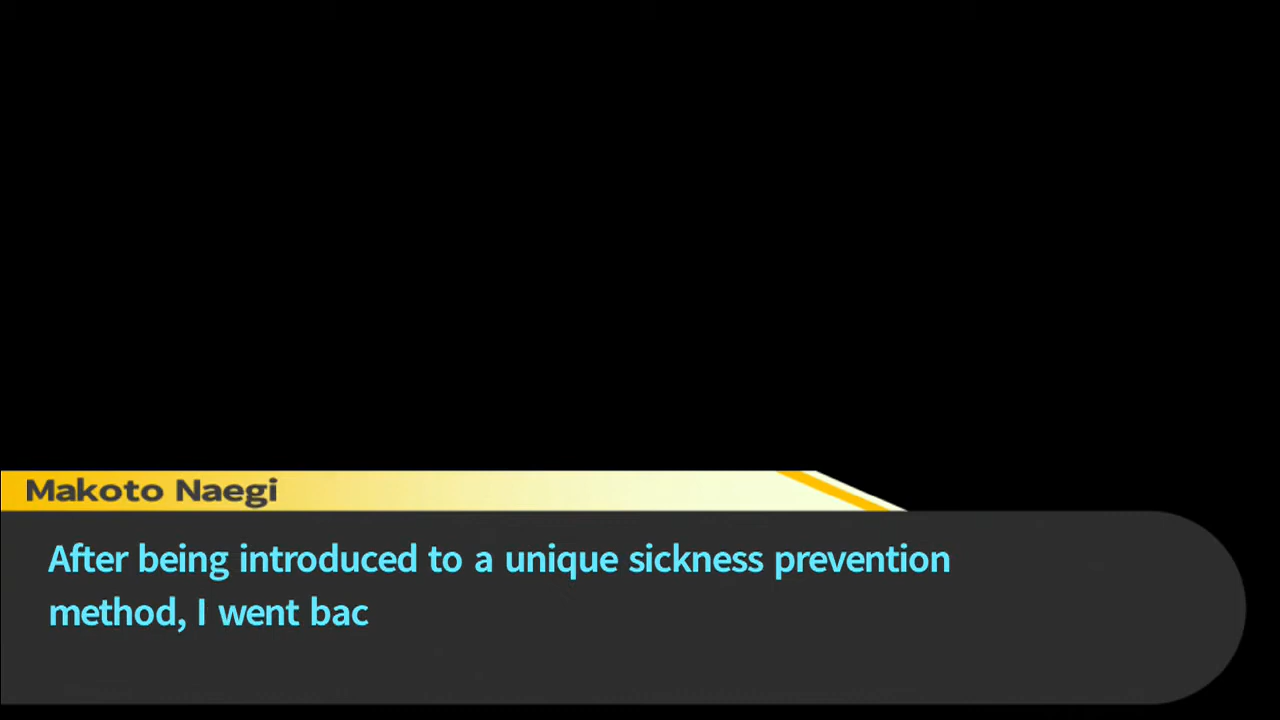 Makoto Naegi
After being introduced to a unique sickness prevention
method, I went bac